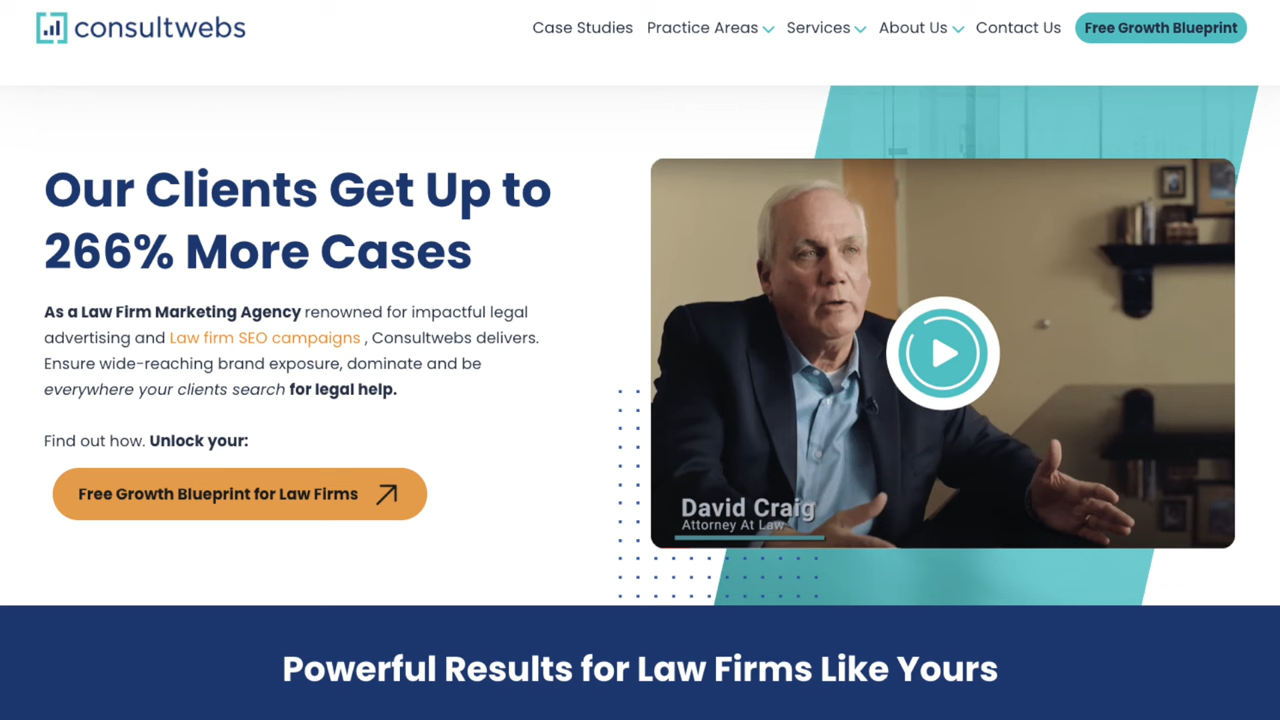 consultwebs
Case Studies
Practice Areas
Services
About Us
Contact Us
Free Growth Blueprint
Our Clients Get Up to
266% More Cases
As a Law Firm Marketing Agency renowned for impactful legal
advertising and Law firm SEO campaigns , Consultwebs delivers.
Ensure wide-reaching brand exposure, dominate and be
everywhere your clients search for legal help.
Find out how. Unlock your:
Free Growth Blueprint for Law Firms
David Craig
Attorney At Law
Powerful Results for Law Firms Like Yours